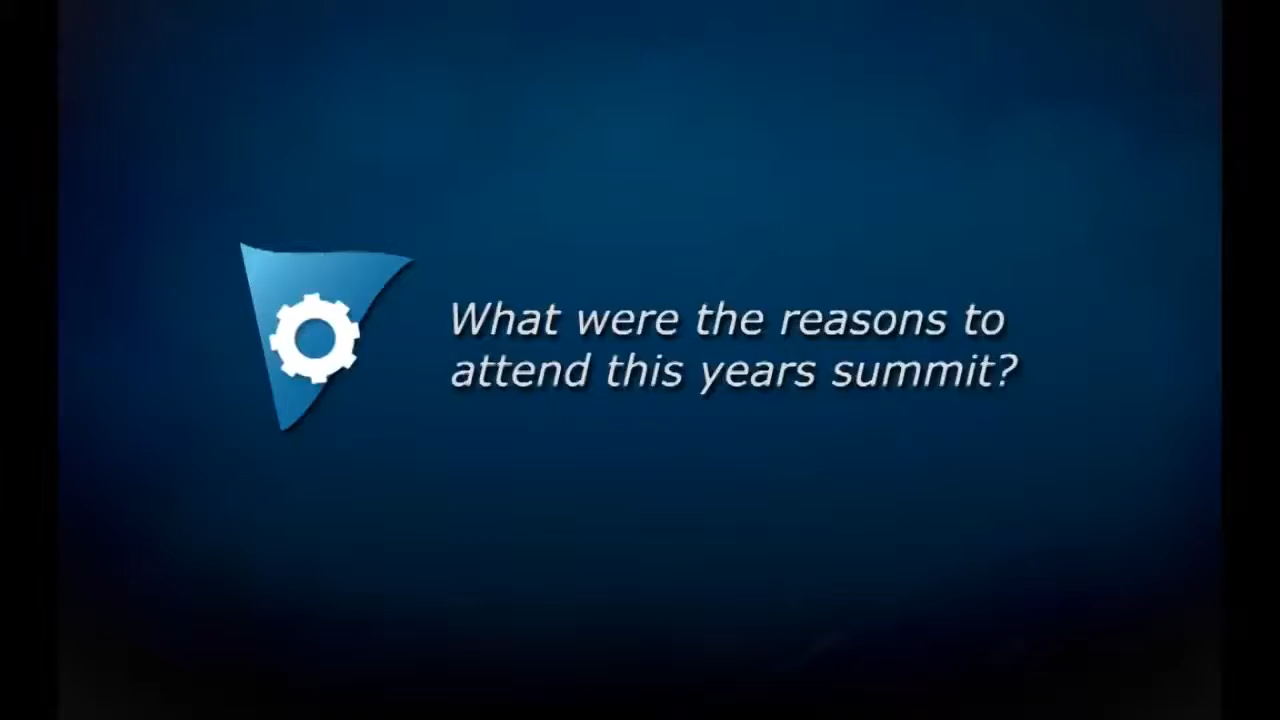 What were the reasons to
attend this years summit?